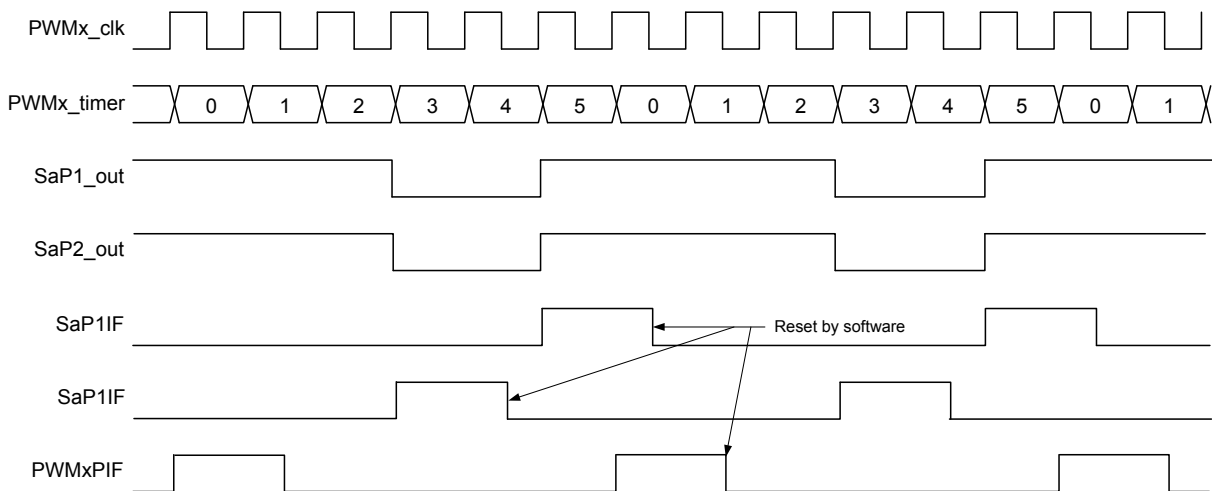 PWMx_clk
PWMx_timer 0 1 2 3 4 5 0 1 2 3 4 5 0 1
SaP1_out
SaP2_out
SaP1IF
Reset by software
SaP1IF
PWMxPIF